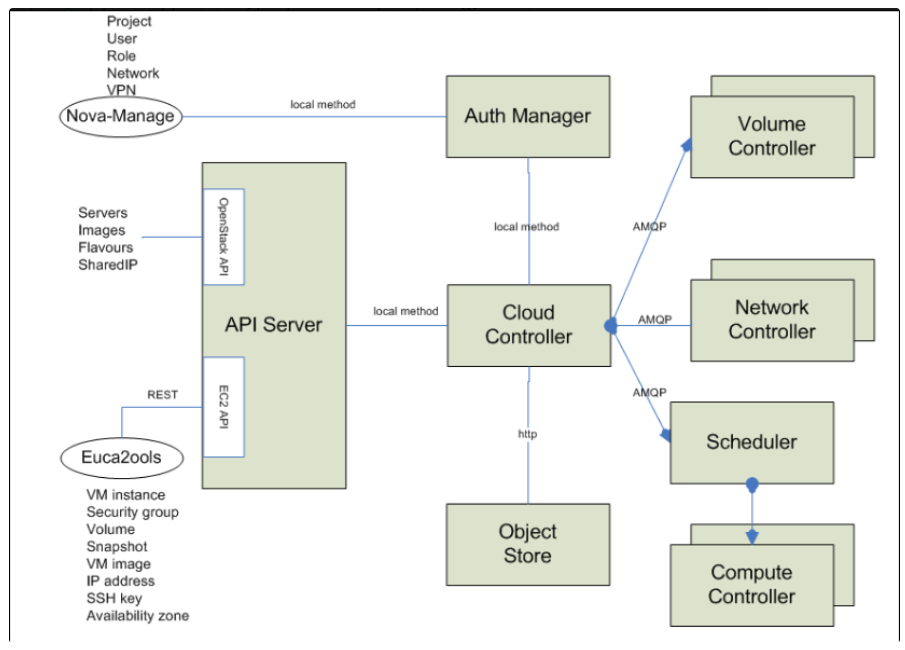 Project
User
Role
Network
VPN
Nova-Manage
local method
Auth Manager
Volume
Controller
Servers
Images
Flavours
SharedIP
OpenStack API
API Server
local method
local method
Cloud
Controller
AMQP
AMQP
AMQP
Network
Controller
REST
EC2 API
Euca2ools
VM instance
Security group
Volume
Snapshot
VM image
IP address
SSH key
Availability zone
http
Object
Store
Scheduler
Compute
Controller